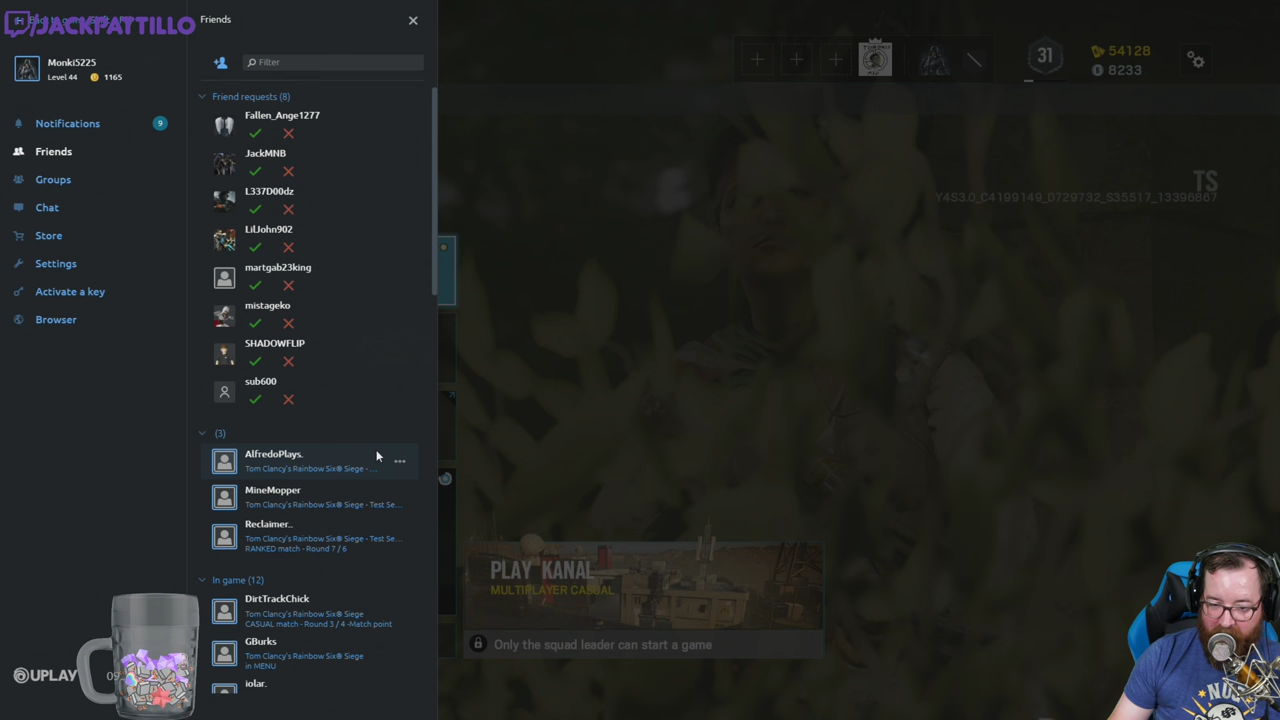 JACKPATTILLO
Friends
Monki5225
Level 44
1165
Filter
Notifications
9
Friends
Groups
Chat
Store
Settings
Activate a key
Browser
Friend requests (8)
Fallen_Ange1277
JackMNB
L337D00dz
LilJohn902
martgab23king
mistageko
SHADOWFLIP
sub600
(3)
AlfredoPlays.
Tom Clancy's Rainbow Six® Siege - ...
MineMopper
Tom Clancy's Rainbow Six® Siege - Test Se...
Reclaimer..
Tom Clancy's Rainbow Six® Siege - Test Se...
RANKED match - Round 7 / 6
In game (12)
DirtTrackChick
Tom Clancy's Rainbow Six® Siege
CASUAL match - Round 3 / 4 -Match point
GBurks
Tom Clancy's Rainbow Six® Siege
in MENU
iolar.
UPLAY
31
54128
8233
TS
Y4S3.0_C4199149_D729732_S35517_13396867
PLAY KANAL
MULTIPLAYER CASUAL
Only the squad leader can start a game